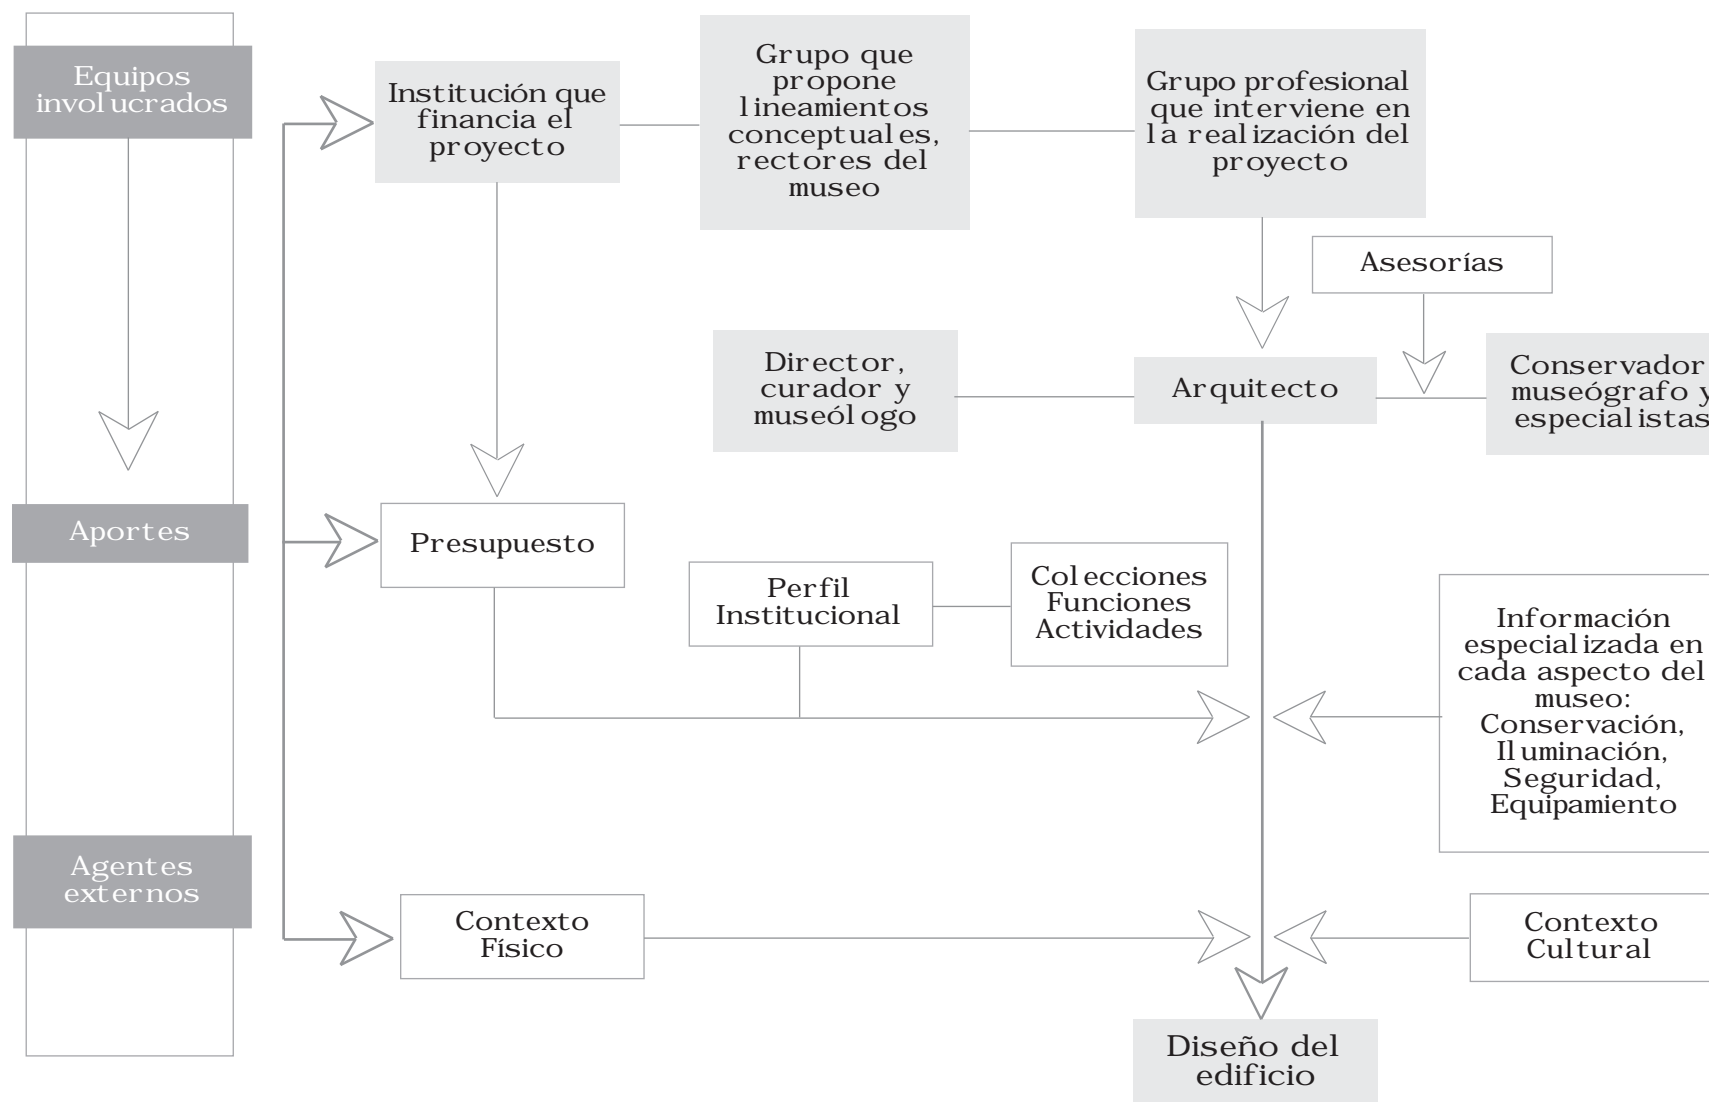 Equipos
involucrados
Institución que
financia el
proyecto
Grupo que
propone
lineamientos
conceptuales,
rectores del
museo
Grupo profesional
que interviene en
la realización del
proyecto
Asesorías
Director,
curador y
museólogo
Arquitecto
Conservador
museógrafo y
especialistas
Aportes
Presupuesto
Perfil
Institucional
Colecciones
Funciones
Actividades
Información
especializada en
cada aspecto del
museo:
Conservación,
Iluminación,
Seguridad,
Equipamiento
Agentes
externos
Contexto
Físico
Contexto
Cultural
Diseño del
edificio